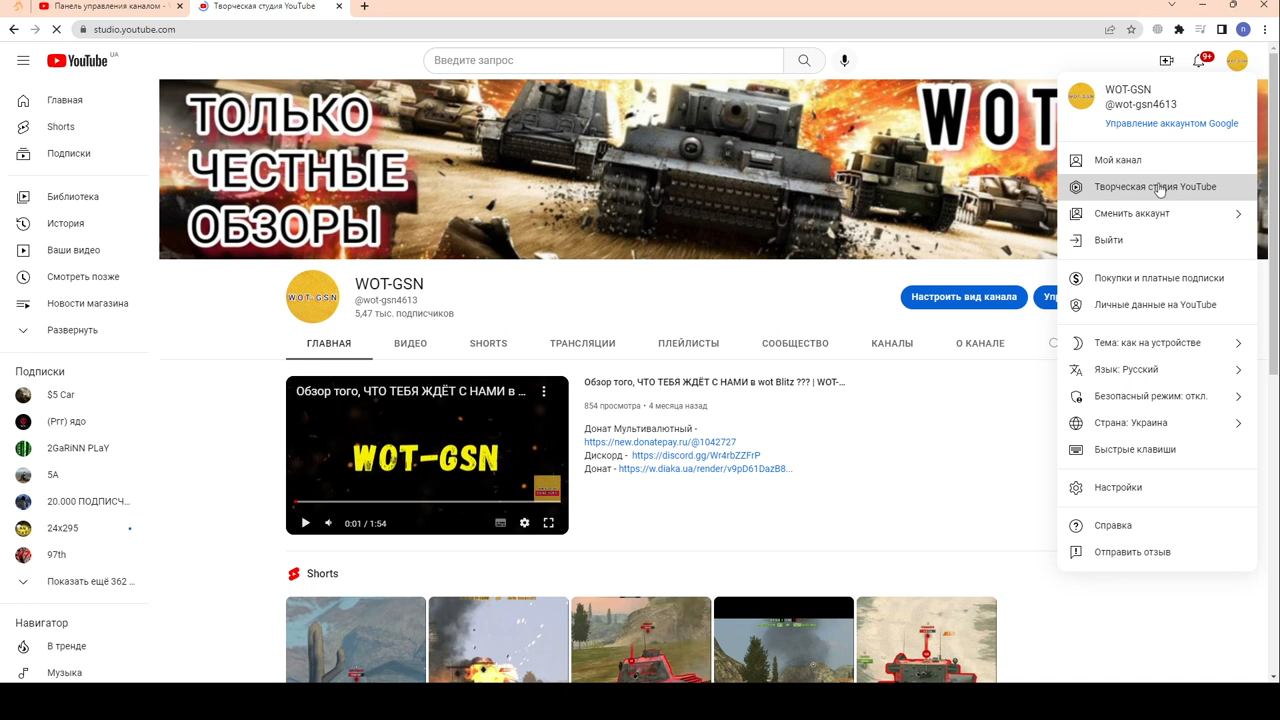 Панель управления каналом -
Творческая студия YouTube
studio.youtube.com
YouTube
UA
Введите запрос
9+
Главная
Shorts
Подписки
Библиотека
История
Ваши видео
Смотреть позже
Новости магазина
Развернуть
Подписки
$5 Car
(Ргг) ядо
2GaRiNN PLaY
5A
20.000 ПОДПИСЧ...
24x295
97th
Показать ещё 362 ...
Навигатор
В тренде
Музыка
ТОЛЬКО
ЧЕСТНЫЕ
ОБЗОРЫ
WOT
WOT-GSN
WOT-GSN
@wot-gsn4613
5,47 тыс. подписчиков
Настроить вид канала
Упр
ГЛАВНАЯ
ВИДЕО
SHORTS
ТРАНСЛЯЦИИ
ПЛЕЙЛИСТЫ
СООБЩЕСТВО
КАНАЛЫ
О КАНАЛЕ
Обзор того, ЧТО ТЕБЯ ЖДЁТ С НАМИ в ...
WOT-GSN
0:01 / 1:54
Обзор того, ЧТО ТЕБЯ ЖДЁТ С НАМИ в wot Blitz ??? | WOT-...
854 просмотра • 4 месяца назад
Донат Мультивалютный -
https://new.donatepay.ru/@1042727
Дискорд - https://discord.gg/Wr4rbZZFrP
Донат - https://w.diaka.ua/render/v9pD61DazB8...
Shorts
WOT-GSN
WOT-GSN
@wot-gsn4613
Управление аккаунтом Google
Мой канал
Творческая студия YouTube
Сменить аккаунт
Выйти
Покупки и платные подписки
Личные данные на YouTube
Тема: как на устройстве
Язык: Русский
Безопасный режим: откл.
Страна: Украина
Быстрые клавиши
Настройки
Справка
Отправить отзыв